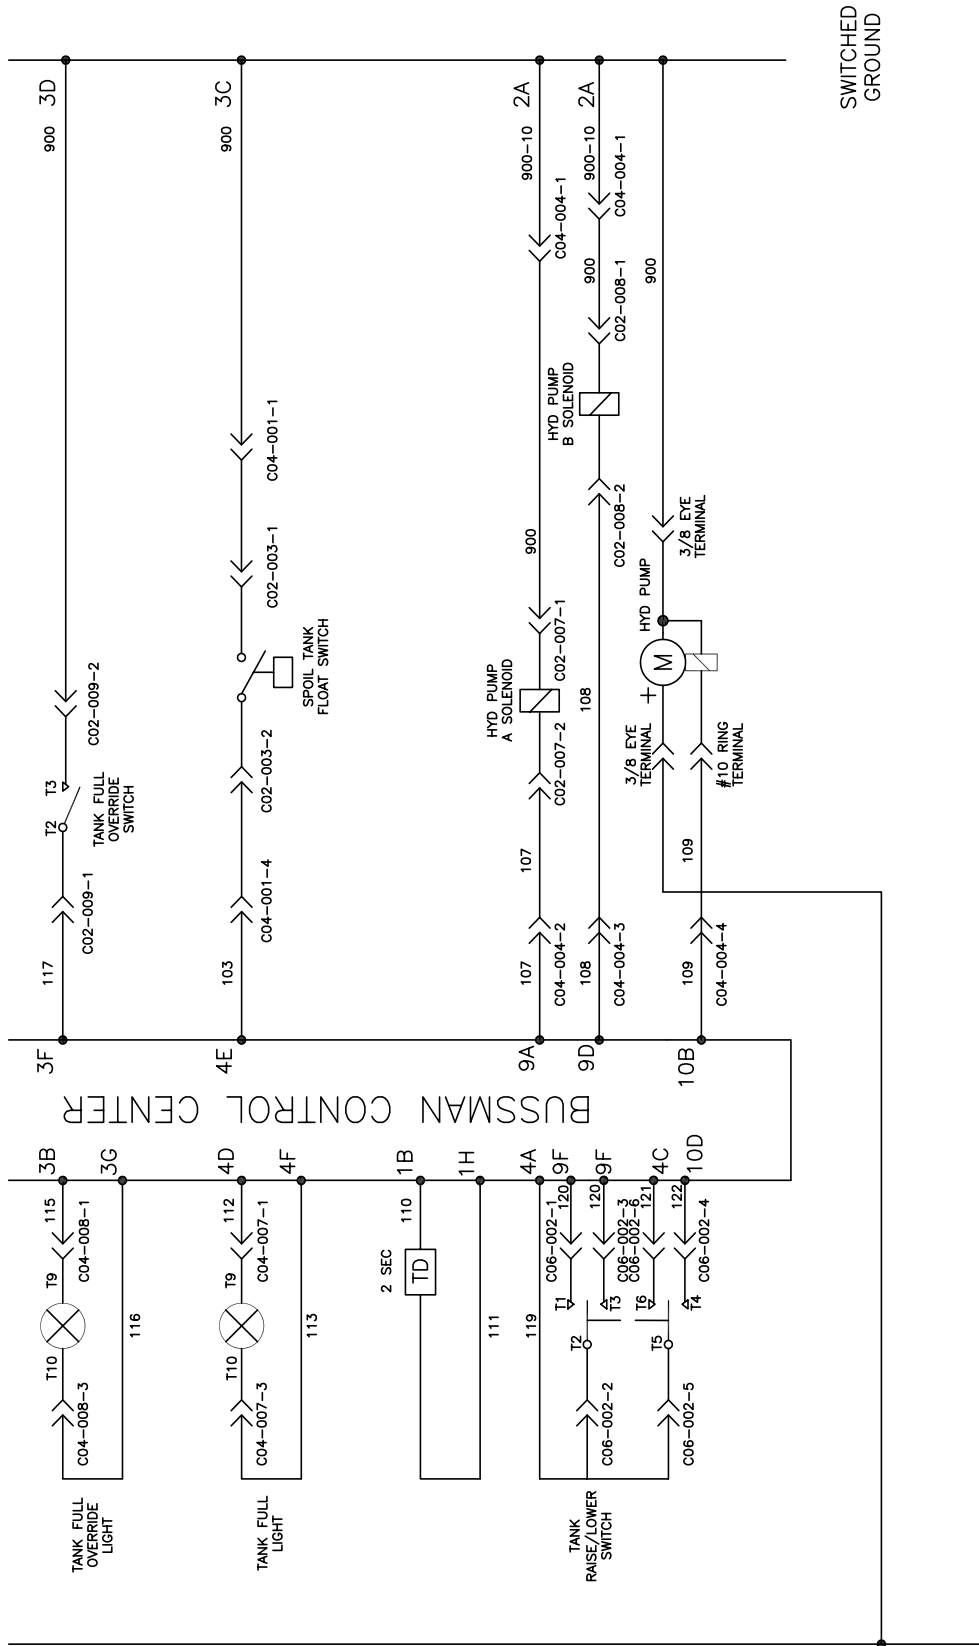 SWITCHED
GROUND
3D
900
C02-009-2
T3
T2
TANK FULL
OVERRIDE
SWITCH
C02-009-1
117
3F
3C
900
C04-001-1
C02-003-1
SPOIL TANK
FLOAT SWITCH
C02-003-2
C04-001-4
103
4E
2A
900-10
C04-004-1
900
C02-007-1
HYD PUMP
A SOLENOID
C02-007-2
107
107
C04-004-2
9A
2A
900-10
C04-004-1
900
C02-008-1
HYD PUMP
B SOLENOID
C02-008-2
108
108
C04-004-3
9D
900
3/8 EYE
TERMINAL
HYD PUMP
M
+
3/8 EYE
TERMINAL
#10 RING
TERMINAL
109
109
C04-004-4
10B
BUSSMAN CONTROL CENTER
3B
115
C04-008-1
T9
T10
C04-008-3
3G
116
TANK FULL
OVERRIDE
LIGHT
4D
112
C04-007-1
T9
T10
C04-007-3
4F
113
TANK FULL
LIGHT
1B
110
2 SEC
TD
1H
111
4A
119
9F
120
C06-002-1
T1
T2
C06-002-2
9F
120
C06-002-3
T3
4C
121
C06-002-6
T6
T5
C06-002-5
10D
122
C06-002-4
T4
TANK
RAISE/LOWER
SWITCH